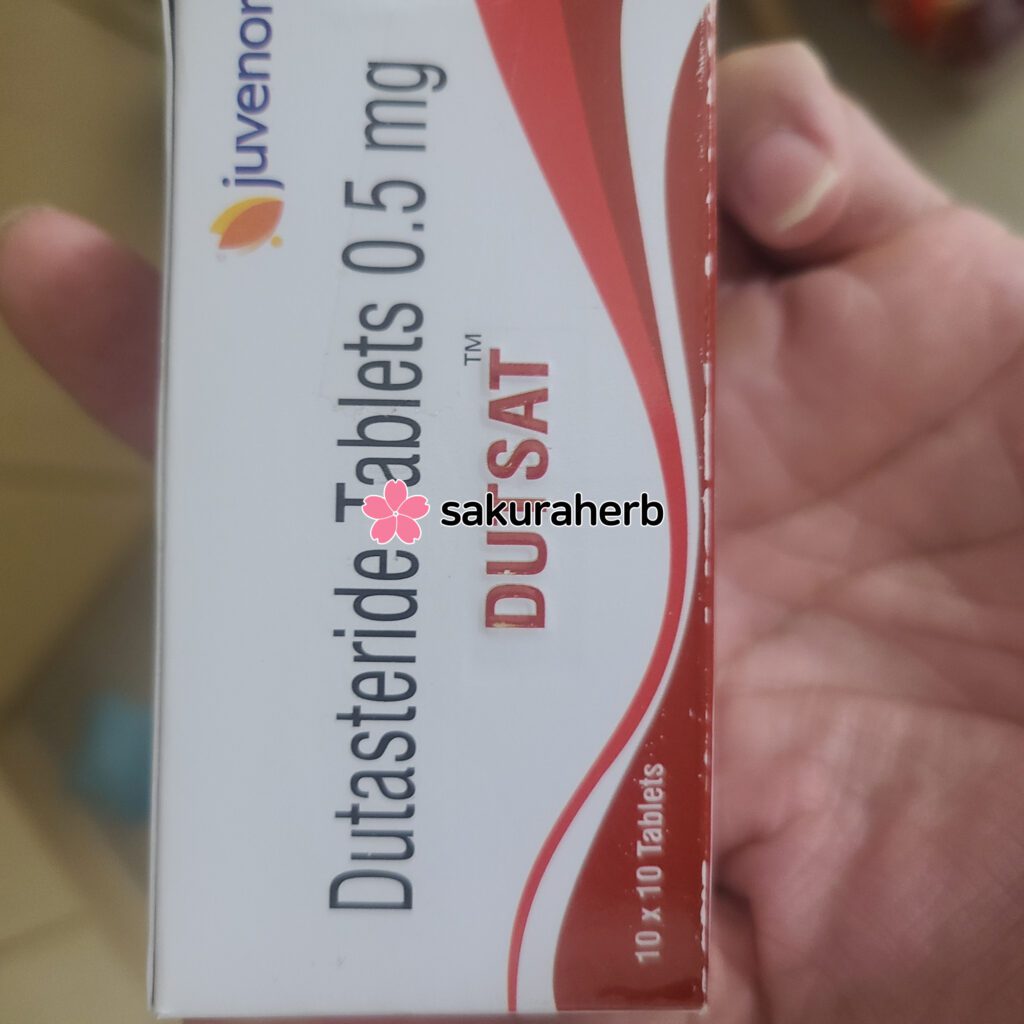 juvenor
Dutasteride Tablets 0.5 mg
DUTSAT™
sakuraherb
10 x 10 Tablets